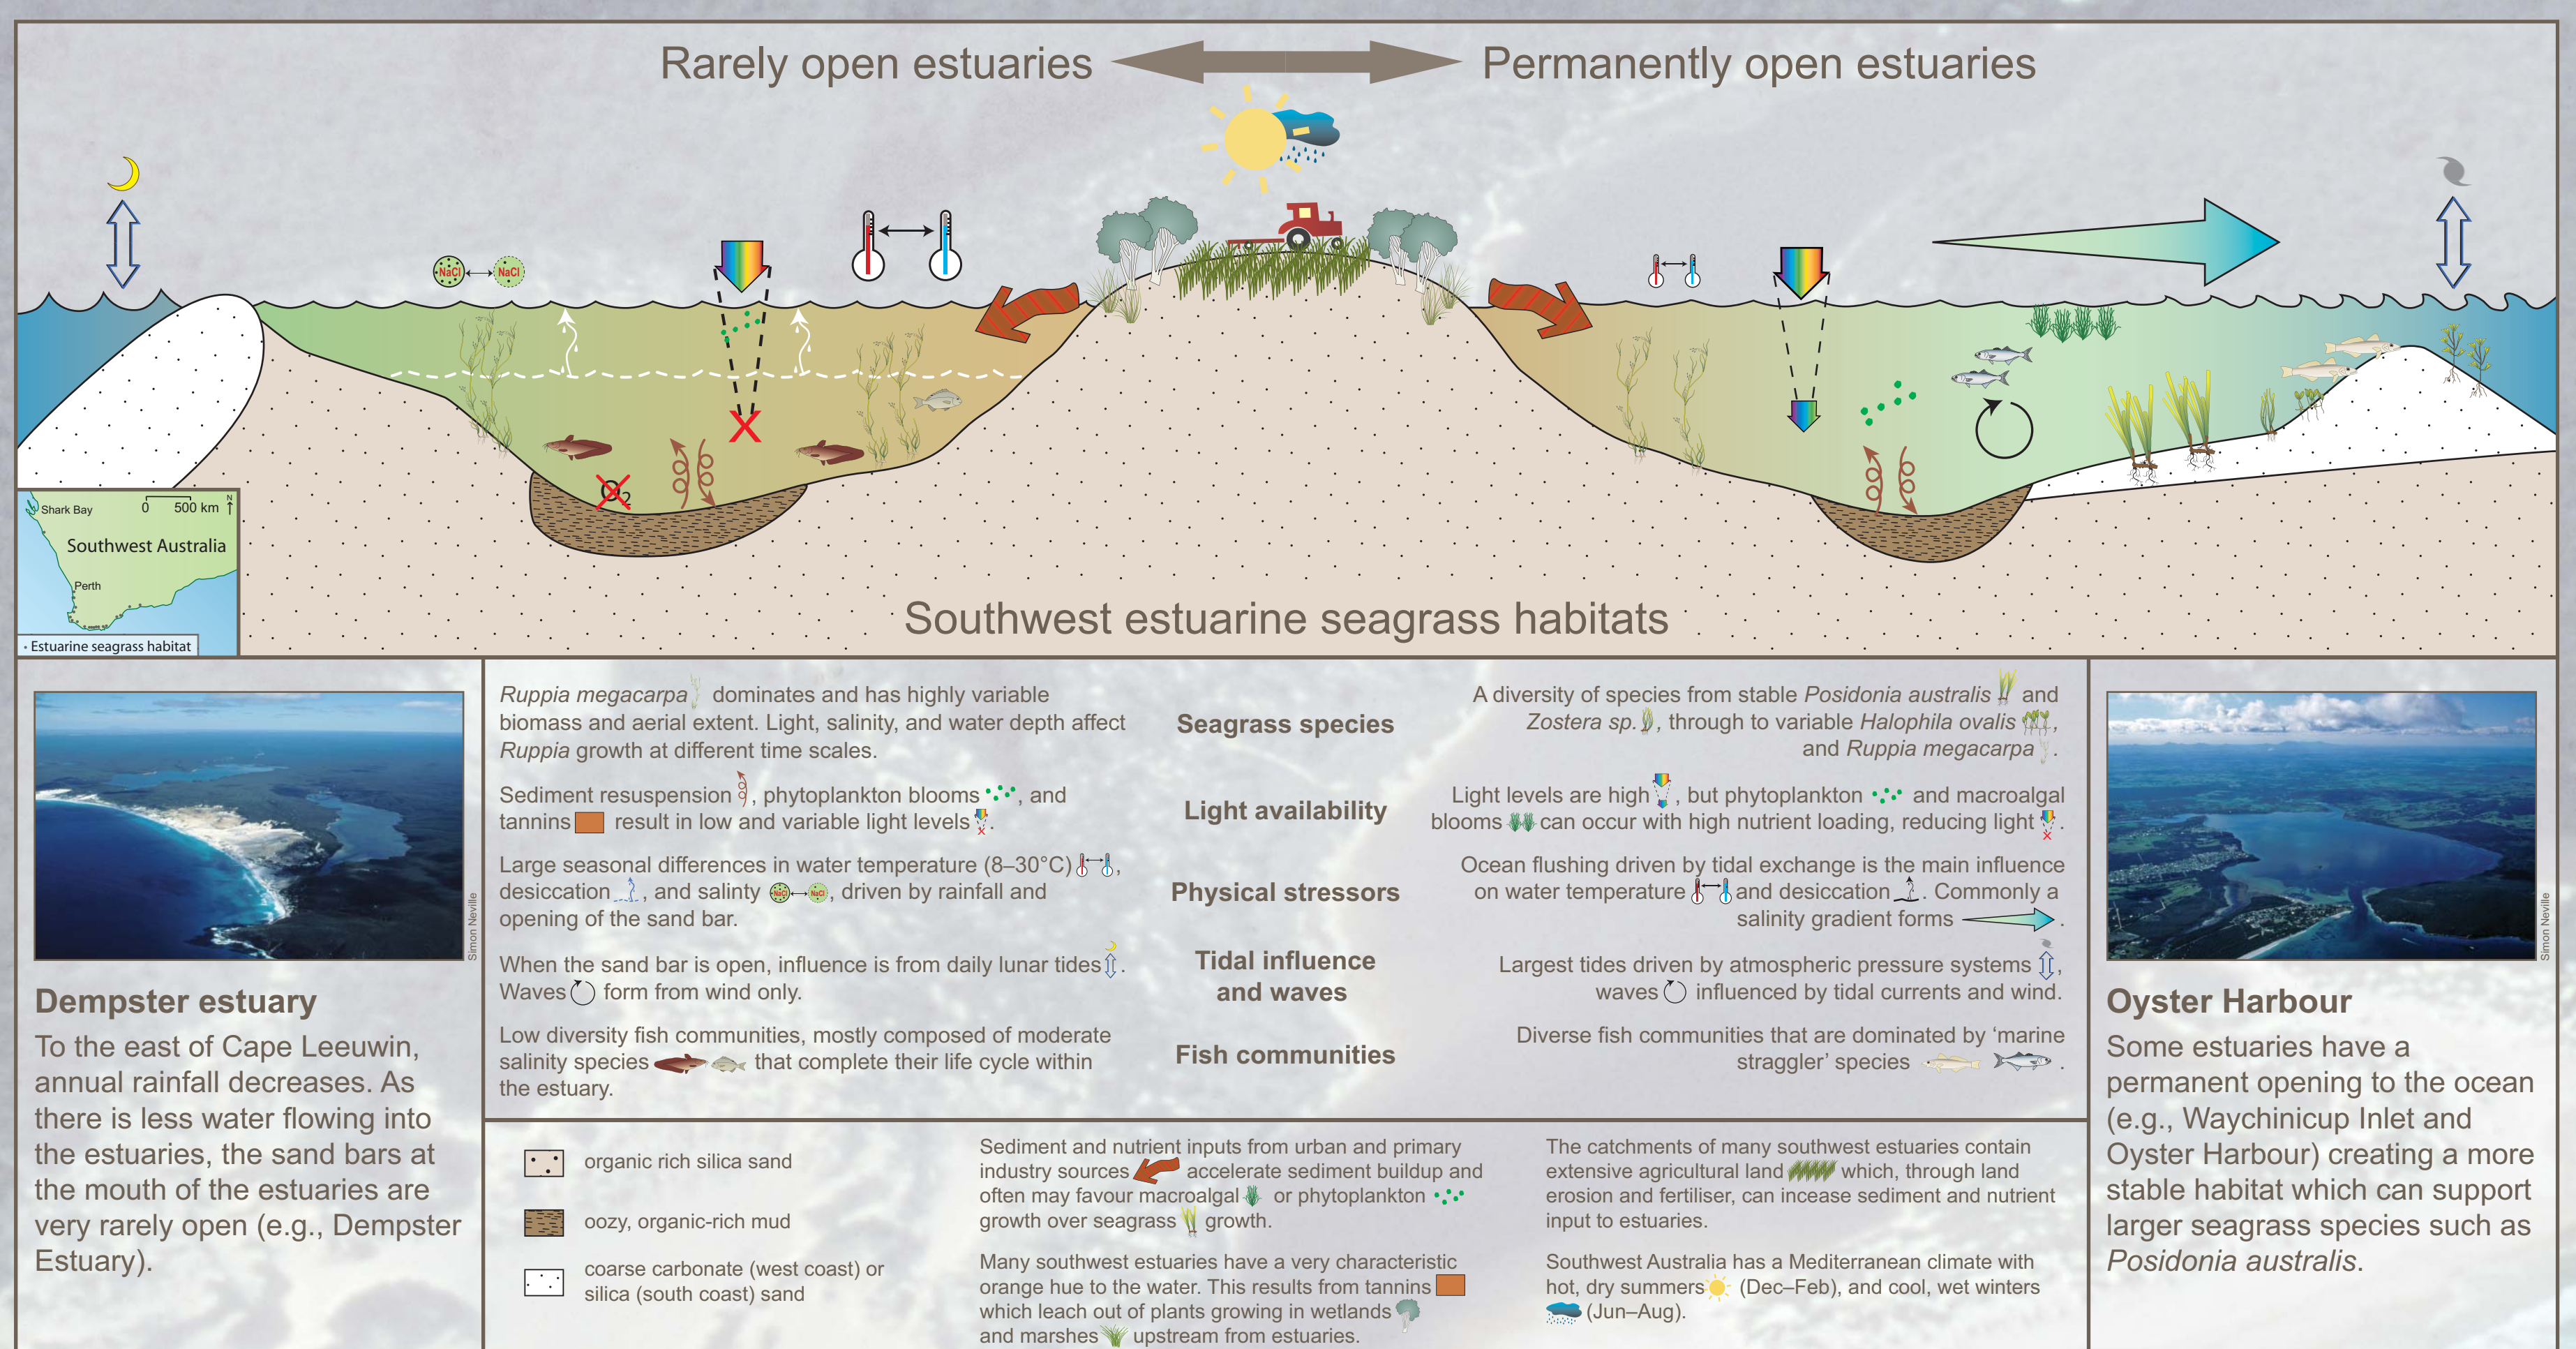 Rarely open estuaries
Permanently open estuaries
NaCl
NaCl
O2
Shark Bay
0 500 km
N
Southwest Australia
Perth
Estuarine seagrass habitat
Southwest estuarine seagrass habitats
Simon Neville
Dempster estuary
To the east of Cape Leeuwin,
annual rainfall decreases. As
there is less water flowing into
the estuaries, the sand bars at
the mouth of the estuaries are
very rarely open (e.g., Dempster
Estuary).
Ruppia megacarpa dominates and has highly variable
biomass and aerial extent. Light, salinity, and water depth affect
Ruppia growth at different time scales.
Seagrass species
A diversity of species from stable Posidonia australis and
Zostera sp. , through to variable Halophila ovalis ,
and Ruppia megacarpa .
Sediment resuspension , phytoplankton blooms , and
tannins result in low and variable light levels .
Light availability
Light levels are high , but phytoplankton and macroalgal
blooms can occur with high nutrient loading, reducing light .
Large seasonal differences in water temperature (8–30°C) ,
desiccation , and salinty NaCl NaCl , driven by rainfall and
opening of the sand bar.
Physical stressors
Ocean flushing driven by tidal exchange is the main influence
on water temperature and desiccation . Commonly a
salinity gradient forms .
When the sand bar is open, influence is from daily lunar tides .
Waves form from wind only.
Tidal influence
and waves
Largest tides driven by atmospheric pressure systems ,
waves influenced by tidal currents and wind.
Low diversity fish communities, mostly composed of moderate
salinity species that complete their life cycle within
the estuary.
Fish communities
Diverse fish communities that are dominated by ‘marine
straggler’ species .
organic rich silica sand
oozy, organic-rich mud
coarse carbonate (west coast) or
silica (south coast) sand
Sediment and nutrient inputs from urban and primary
industry sources accelerate sediment buildup and
often may favour macroalgal or phytoplankton
growth over seagrass growth.
Many southwest estuaries have a very characteristic
orange hue to the water. This results from tannins
which leach out of plants growing in wetlands
and marshes upstream from estuaries.
The catchments of many southwest estuaries contain
extensive agricultural land which, through land
erosion and fertiliser, can incease sediment and nutrient
input to estuaries.
Southwest Australia has a Mediterranean climate with
hot, dry summers (Dec–Feb), and cool, wet winters
(Jun–Aug).
Simon Neville
Oyster Harbour
Some estuaries have a
permanent opening to the ocean
(e.g., Waychinicup Inlet and
Oyster Harbour) creating a more
stable habitat which can support
larger seagrass species such as
Posidonia australis.